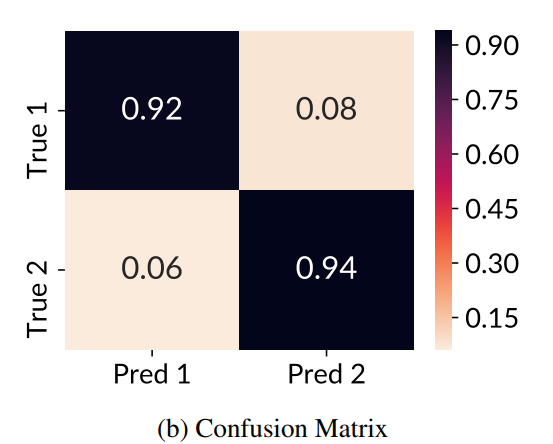 True 1
0.92
0.08
True 2
0.06
0.94
Pred 1
Pred 2
0.90
0.75
0.60
0.45
0.30
0.15
(b) Confusion Matrix